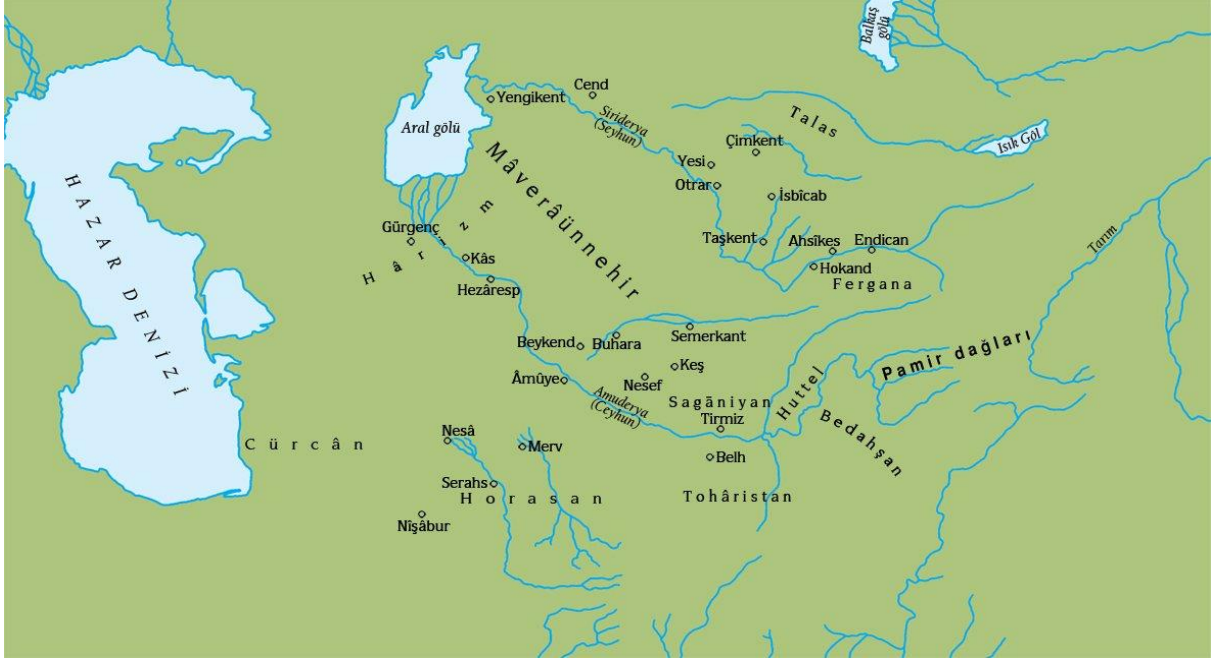 Balkaş
gölü
Cend
Yengikent
Siriderya
(Seyhun)
Talas
Aral gölü
Çimkent
Isık Göl
Yesi
Otrar
İsbîcab
Mâverâünnehir
HAZAR DENİZİ
Hârizm
Gürgenç
Taşkent
Ahsîkes
Endican
Tarım
Kâs
Hokand
Fergana
Hezâresp
Beykend
Buhara
Semerkant
Pamir dağları
Keş
Âmûye
Nesef
Huttel
Amuderya
(Ceyhun)
Sagāniyan
Tirmiz
Bedahşan
Nesâ
Cürcân
Merv
Belh
Serahs
Horasan
Tohâristan
Nîşâbur